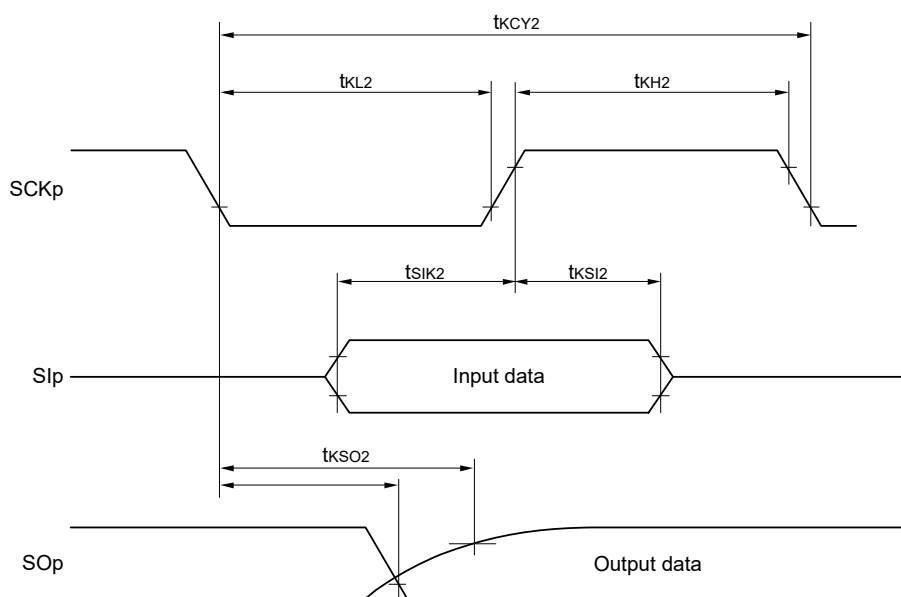 tKCY2
tKL2
tKH2
SCKp
tSIK2
tKSI2
SIp
Input data
tKSO2
SOp
Output data